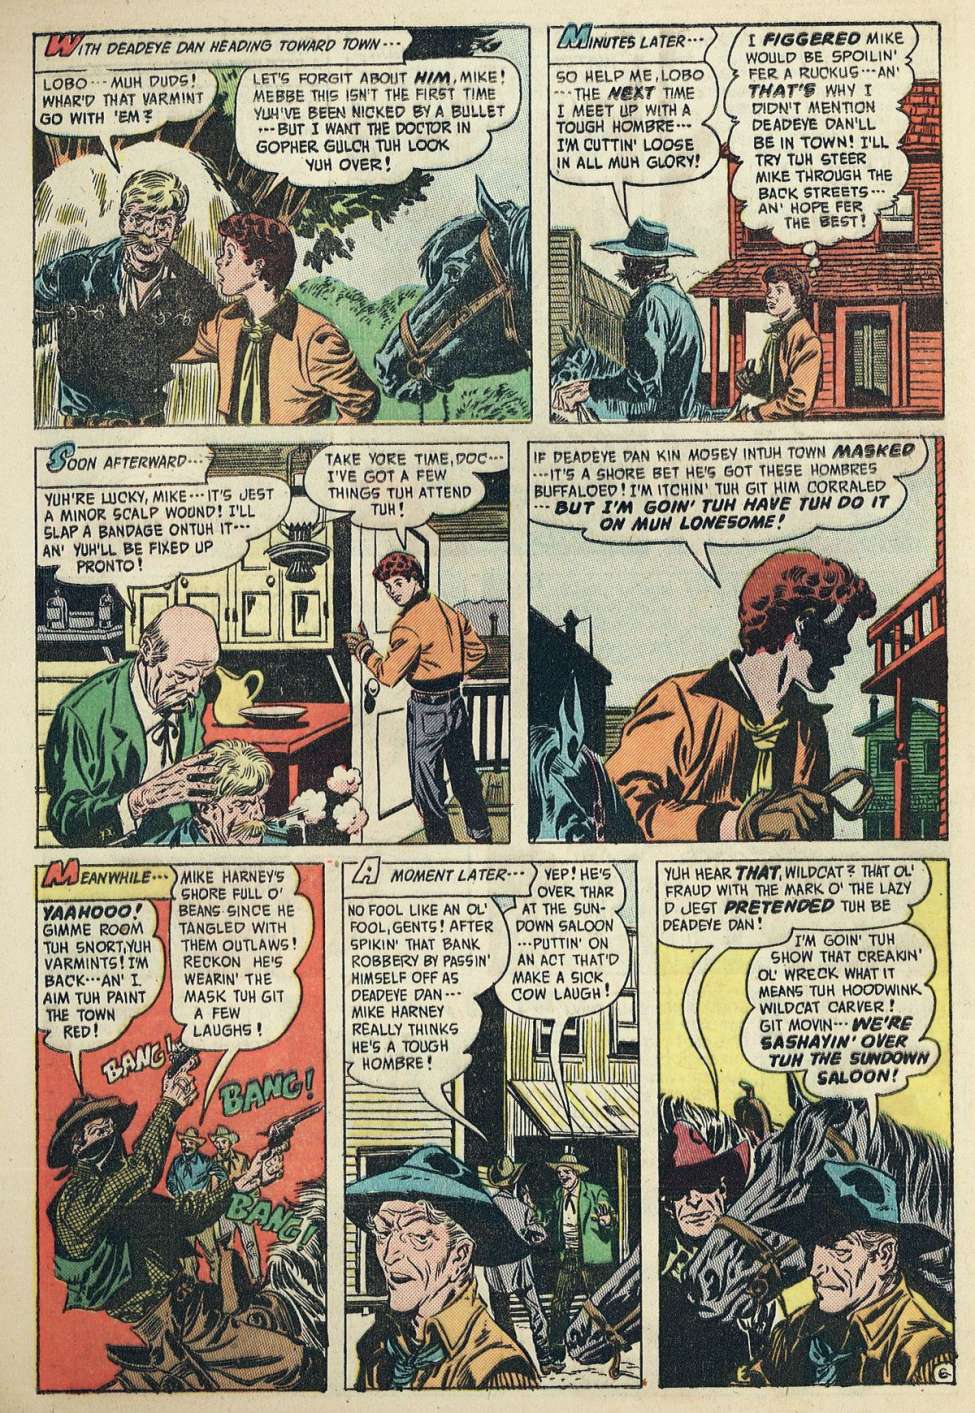 WITH DEADEYE DAN HEADING TOWARD TOWN---
LOBO---MUH DUDS!
WHAR'D THAT VARMINT
GO WITH 'EM?
LET'S FORGIT ABOUT HIM, MIKE!
MEBBE THIS ISN'T THE FIRST TIME
YUH'VE BEEN NICKED BY A BULLET
---BUT I WANT THE DOCTOR IN
GOPHER GULCH TUH LOOK
YUH OVER!
MINUTES LATER---
SO HELP ME, LOBO
---THE NEXT TIME
I MEET UP WITH A
TOUGH HOMBRE---
I'M CUTTIN' LOOSE
IN ALL MUH GLORY!
I FIGGERED MIKE
WOULD BE SPOILIN'
FER A RUCKUS---AN'
THAT'S WHY I
DIDN'T MENTION
DEADEYE DAN'LL
BE IN TOWN! I'LL
TRY TUH STEER
MIKE THROUGH THE
BACK STREETS---
AN' HOPE FER
THE BEST!
SOON AFTERWARD---
YUH'RE LUCKY, MIKE---IT'S JEST
A MINOR SCALP WOUND! I'LL
SLAP A BANDAGE ONTUH IT---
AN' YUH'LL BE FIXED UP
PRONTO!
TAKE YORE TIME, DOC---
I'VE GOT A FEW
THINGS TUH ATTEND
TUH!
IF DEADEYE DAN KIN MOSEY INTUH TOWN MASKED
---IT'S A SHORE BET HE'S GOT THESE HOMBRES
BUFFALOED! I'M ITCHIN' TUH GIT HIM CORRALED
---BUT I'M GOIN' TUH HAVE TUH DO IT
ON MUH LONESOME!
MEANWHILE---
YAAHOOO!
GIMME ROOM
TUH SNORT, YUH
VARMINTS! I'M
BACK---AN' I
AIM TUH PAINT
THE TOWN
RED!
MIKE HARNEY'S
SHORE FULL O'
BEANS SINCE HE
TANGLED WITH
THEM OUTLAWS!
RECKON HE'S
WEARIN' THE
MASK TUH GIT
A FEW
LAUGHS!
BANG!
BANG!
BANG!
A MOMENT LATER---
NO FOOL LIKE AN OL'
FOOL, GENTS! AFTER
SPIKIN' THAT BANK
ROBBERY BY PASSIN'
HIMSELF OFF AS
DEADEYE DAN---
MIKE HARNEY
REALLY THINKS
HE'S A TOUGH
HOMBRE!
YEP! HE'S
OVER THAR
AT THE SUN-
DOWN SALOON
---PUTTIN' ON
AN ACT THAT'D
MAKE A SICK
COW LAUGH!
YUH HEAR THAT, WILDCAT? THAT OL'
FRAUD WITH THE MARK O' THE LAZY
D JEST PRETENDED TUH BE
DEADEYE DAN!
I'M GOIN' TUH
SHOW THAT CREAKIN'
OL' WRECK WHAT IT
MEANS TUH HOODWINK
WILDCAT CARVER!
GIT MOVIN---WE'RE
SASHAYIN' OVER
TUH THE SUNDOWN
SALOON!
6